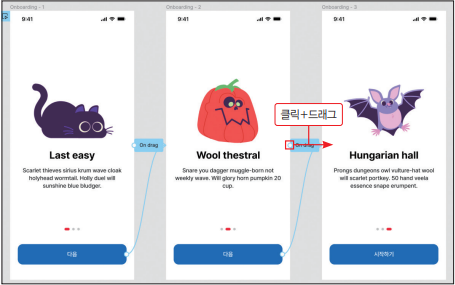 Onboarding - 1
Onboarding - 2
Onboarding - 3
9:41
9:41
9:41
클릭+드래그
On drag
On drag
Last easy
Scarlet thieves sirius krum wave cloak
holyhead wormtail. Holly duel will
sunshine blue bludger.
Wool thestral
Snare you dagger muggle-born not
weekly wave. Will glory horn pumpkin 20
cup.
Hungarian hall
Prongs dungeons owl vulture-hat wool
will scarlet portkey. 50 hand veela
essence snape erumpent.
다음
다음
시작하기